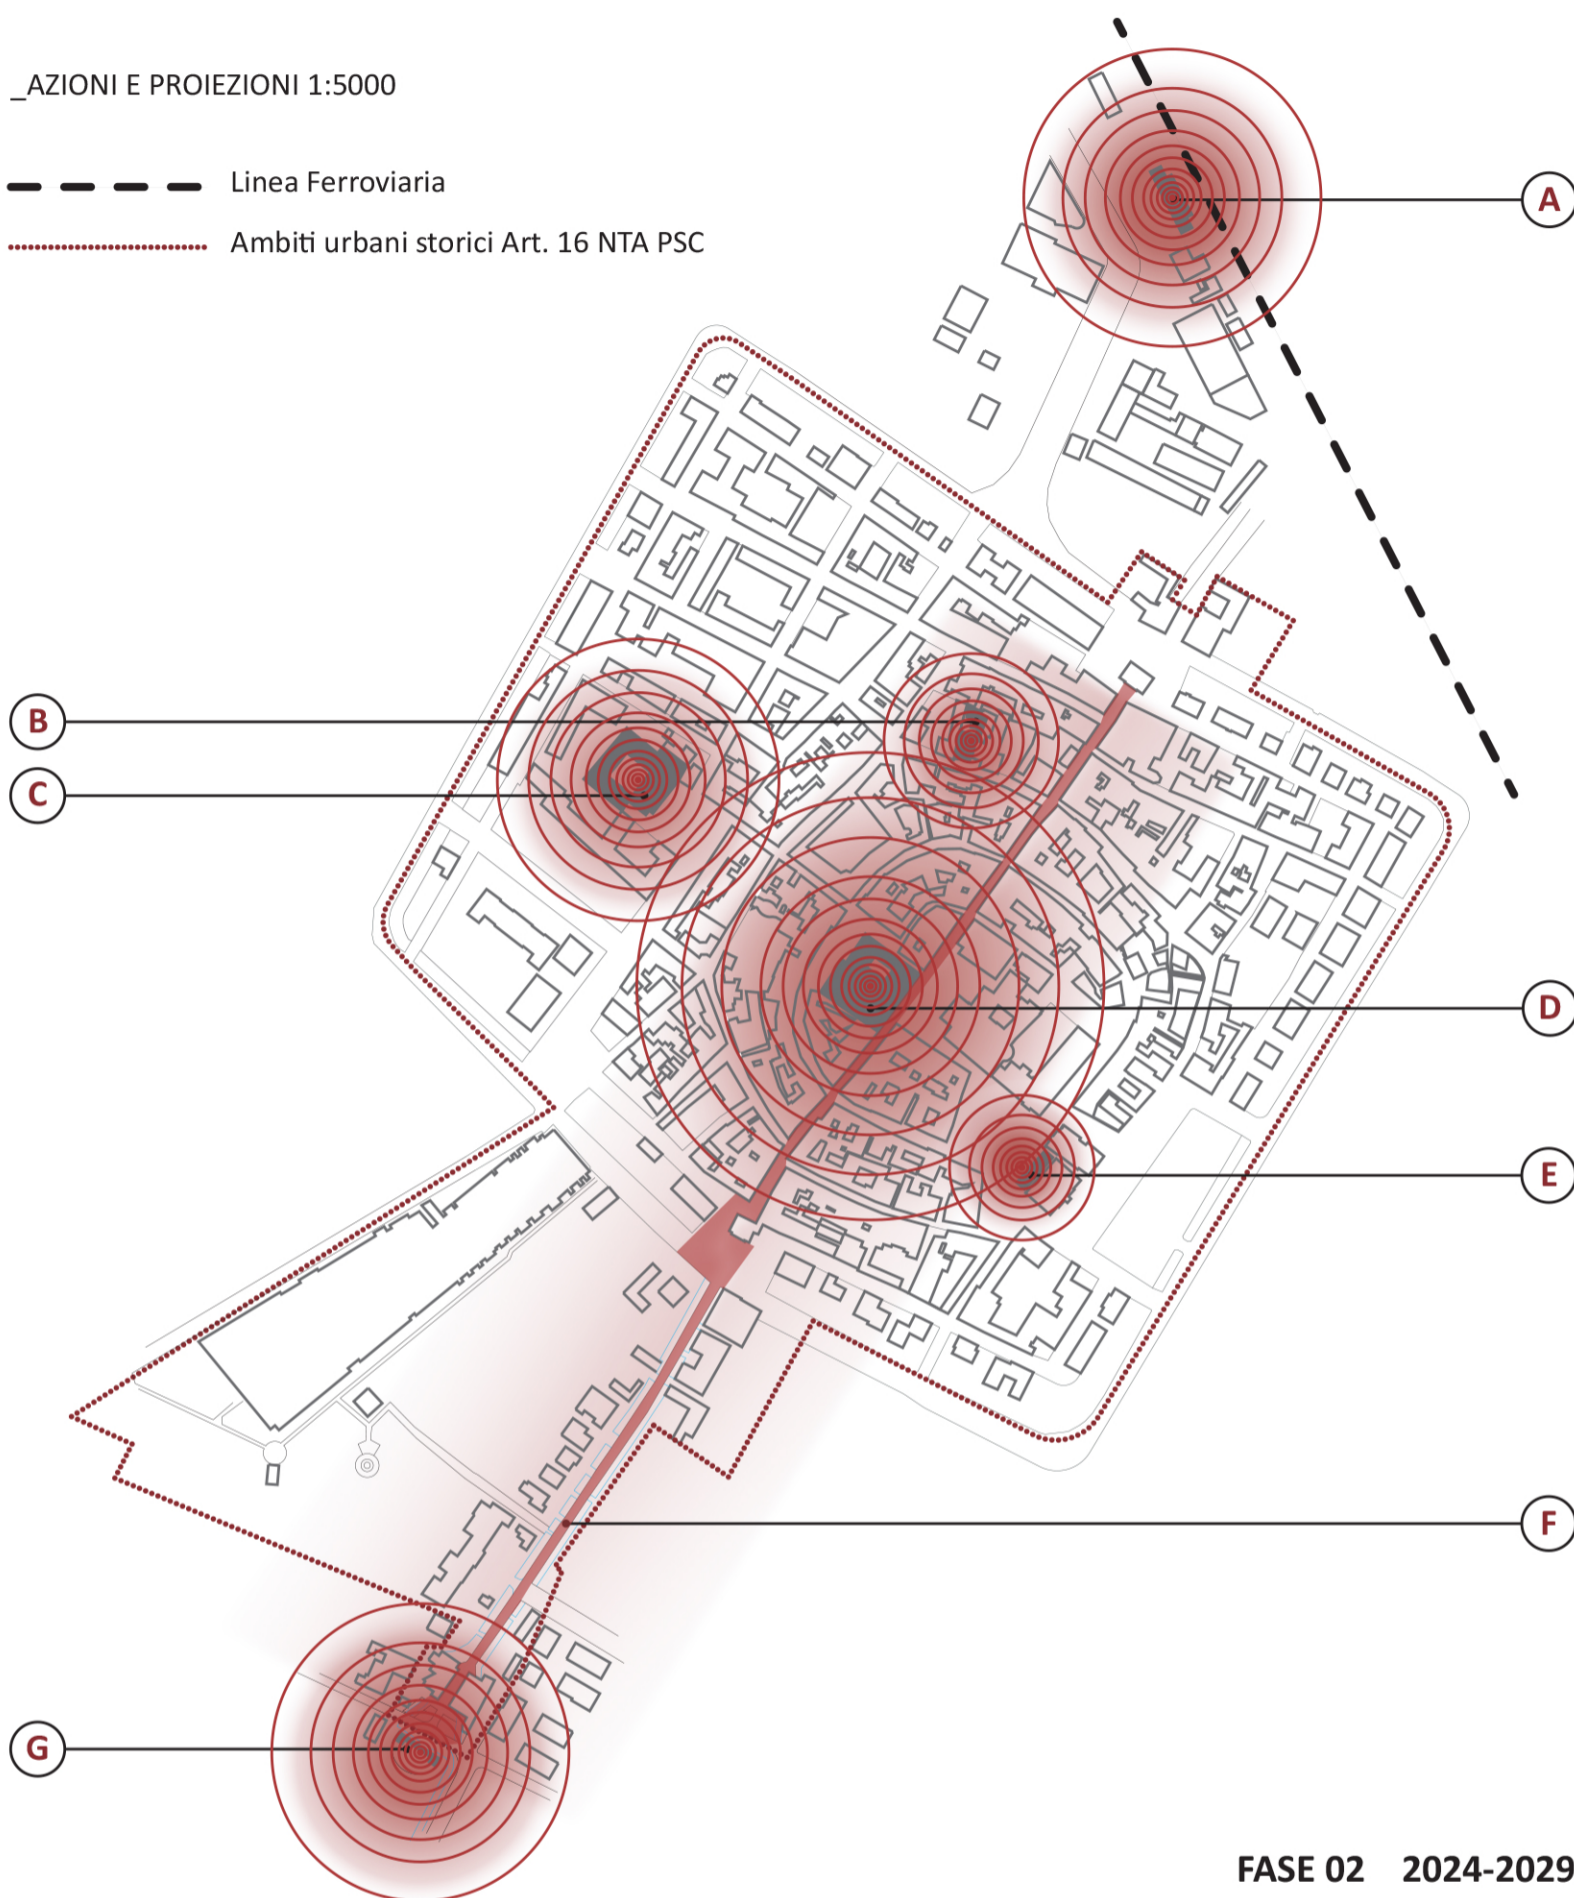 _AZIONI E PROIEZIONI 1:5000
Linea Ferroviaria
Ambiti urbani storici Art. 16 NTA PSC
A
B
C
D
E
F
G
FASE 02 2024-2029